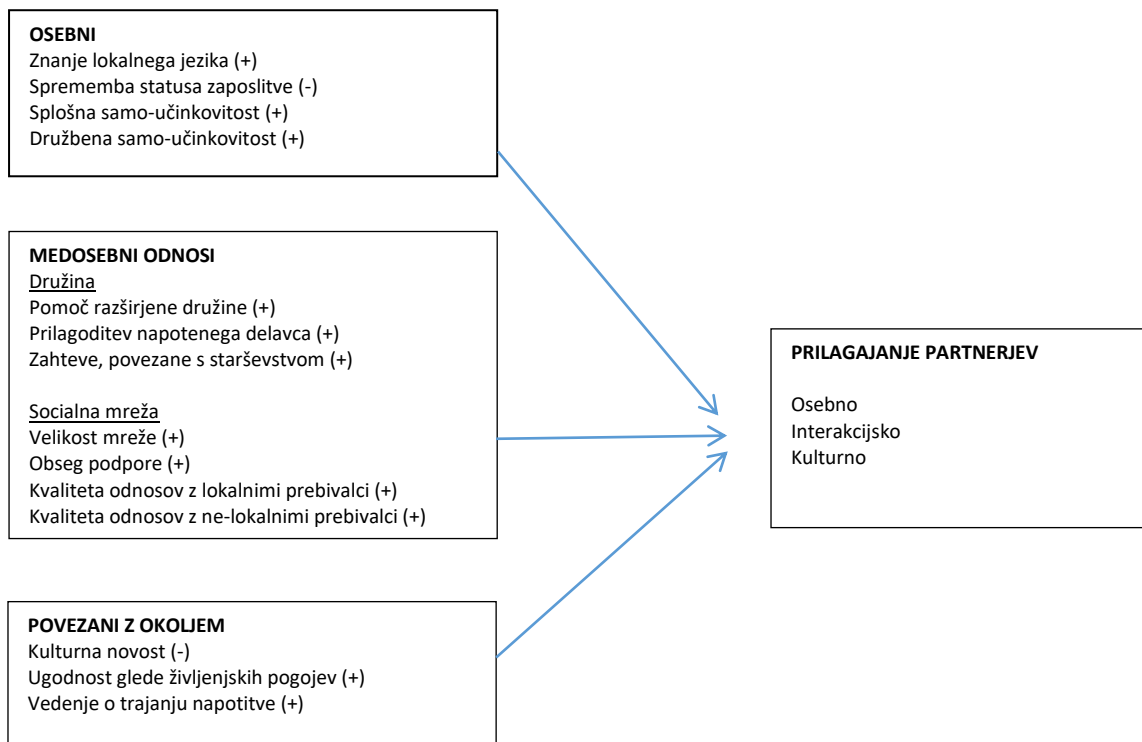 OSEBNI
Znanje lokalnega jezika (+)
Sprememba statusa zaposlitve (-)
Splošna samo-učinkovitost (+)
Družbena samo-učinkovitost (+)
MEDOSEBNI ODNOSI
Družina
Pomoč razširjene družine (+)
Prilagoditev napotenega delavca (+)
Zahteve, povezane s starševstvom (+)
Socialna mreža
Velikost mreže (+)
Obseg podpore (+)
Kvaliteta odnosov z lokalnimi prebivalci (+)
Kvaliteta odnosov z ne-lokalnimi prebivalci (+)
POVEZANI Z OKOLJEM
Kulturna novost (-)
Ugodnost glede življenjskih pogojev (+)
Vedenje o trajanju napotitve (+)
PRILAGAJANJE PARTNERJEV
Osebno
Interakcijsko
Kulturno